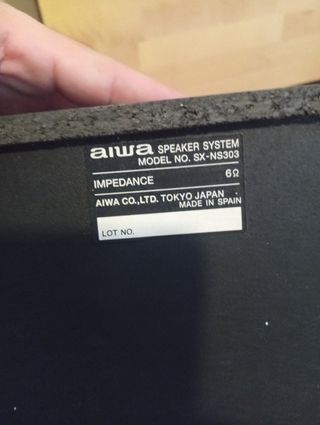 aiwa SPEAKER SYSTEM
MODEL NO. SX-NS303
IMPEDANCE 6Ω
AIWA CO.,LTD. TOKYO JAPAN
MADE IN SPAIN
LOT NO.